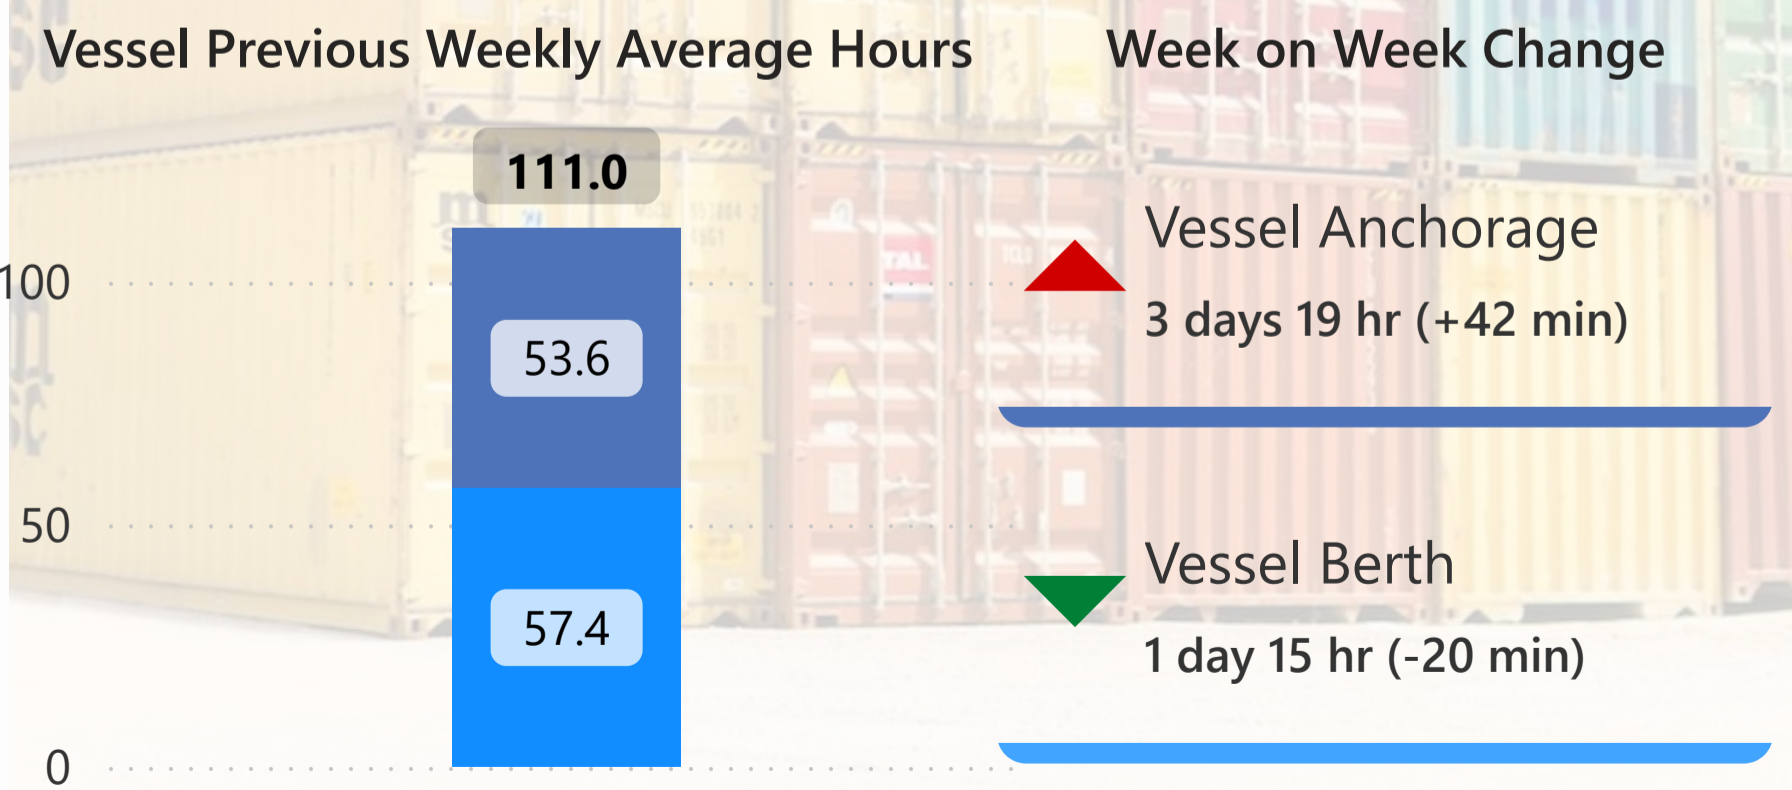 Vessel Previous Weekly Average Hours
Week on Week Change
111.0
100
53.6
50
57.4
0
Vessel Anchorage
3 days 19 hr (+42 min)
Vessel Berth
1 day 15 hr (-20 min)
TAL